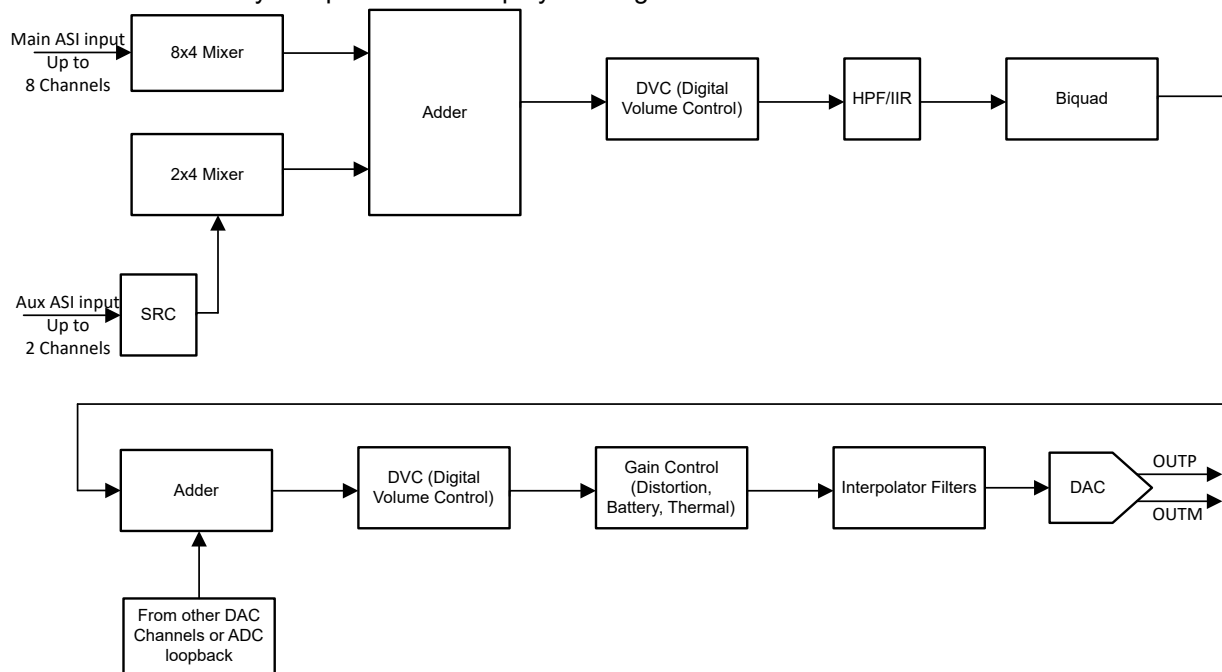 Main ASI input
Up to
8 Channels
8x4 Mixer
Adder
DVC (Digital
Volume Control)
HPF/IIR
Biquad
2x4 Mixer
Aux ASI input
Up to
2 Channels
SRC
Adder
DVC (Digital
Volume Control)
Gain Control
(Distortion,
Battery, Thermal)
Interpolator Filters
DAC
OUTP
OUTM
From other DAC
Channels or ADC
loopback